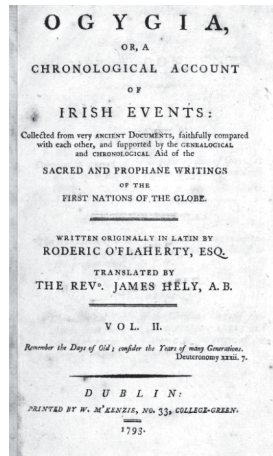 OGYGIA,
OR, A
CHRONOLOGICAL ACCOUNT
OF
IRISH EVENTS:
Collected from very ANCIENT DOCUMENTS, faithfully compared
with each other, and supported by the GENEALOGICAL
and CHRONOLOGICAL Aid of the
SACRED AND PROPHANE WRITINGS
OF THE
FIRST NATIONS OF THE GLOBE.
WRITTEN ORIGINALLY IN LATIN BY
RODERIC O'FLAHERTY, ESQ.
TRANSLATED BY
THE REVD. JAMES HELY, A.B.
VOL. II.
Remember the Days of Old; consider the Years of many Generations.
Deuteronomy xxxii. 7.
DUBLIN:
PRINTED BY W. M'KENZIE, NO. 33, COLLEGE-GREEN.
1793.